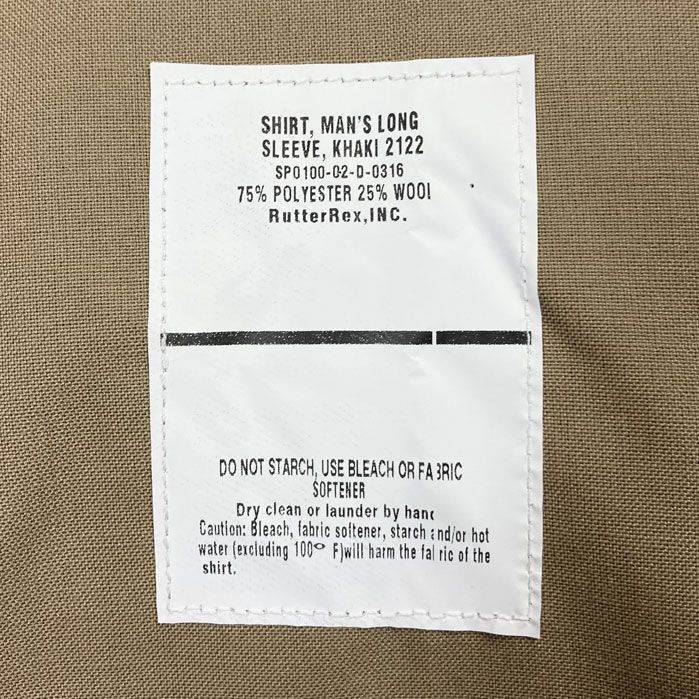 SHIRT, MAN'S LONG
SLEEVE, KHAKI 2122
SP0100-02-D-0316
75% POLYESTER 25% WOOL
RutterRex,INC.
DO NOT STARCH, USE BLEACH OR FABRIC
SOFTENER
Dry clean or launder by hand
Caution: Bleach, fabric softener, starch and/or hot
water (excluding 100° F)will harm the fabric of the
shirt.